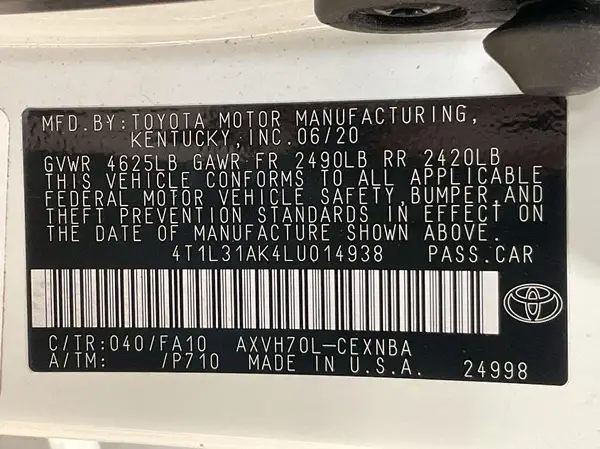 MFD.BY:TOYOTA MOTOR MANUFACTURING,
KENTUCKY,INC.06/20
GVWR 4625LB GAWR FR 2490LB RR 2420LB
THIS VEHICLE CONFORMS TO ALL APPLICABLE
FEDERAL MOTOR VEHICLE SAFETY,BUMPER,AND
THEFT PREVENTION STANDARDS IN EFFECT ON
THE DATE OF MANUFACTURE SHOWN ABOVE.
4T1L31AK4LU014938 PASS.CAR
C/TR:040/FA10 AXVH70L-CEXNBA
A/TM: /P710 MADE IN U.S.A. 24998